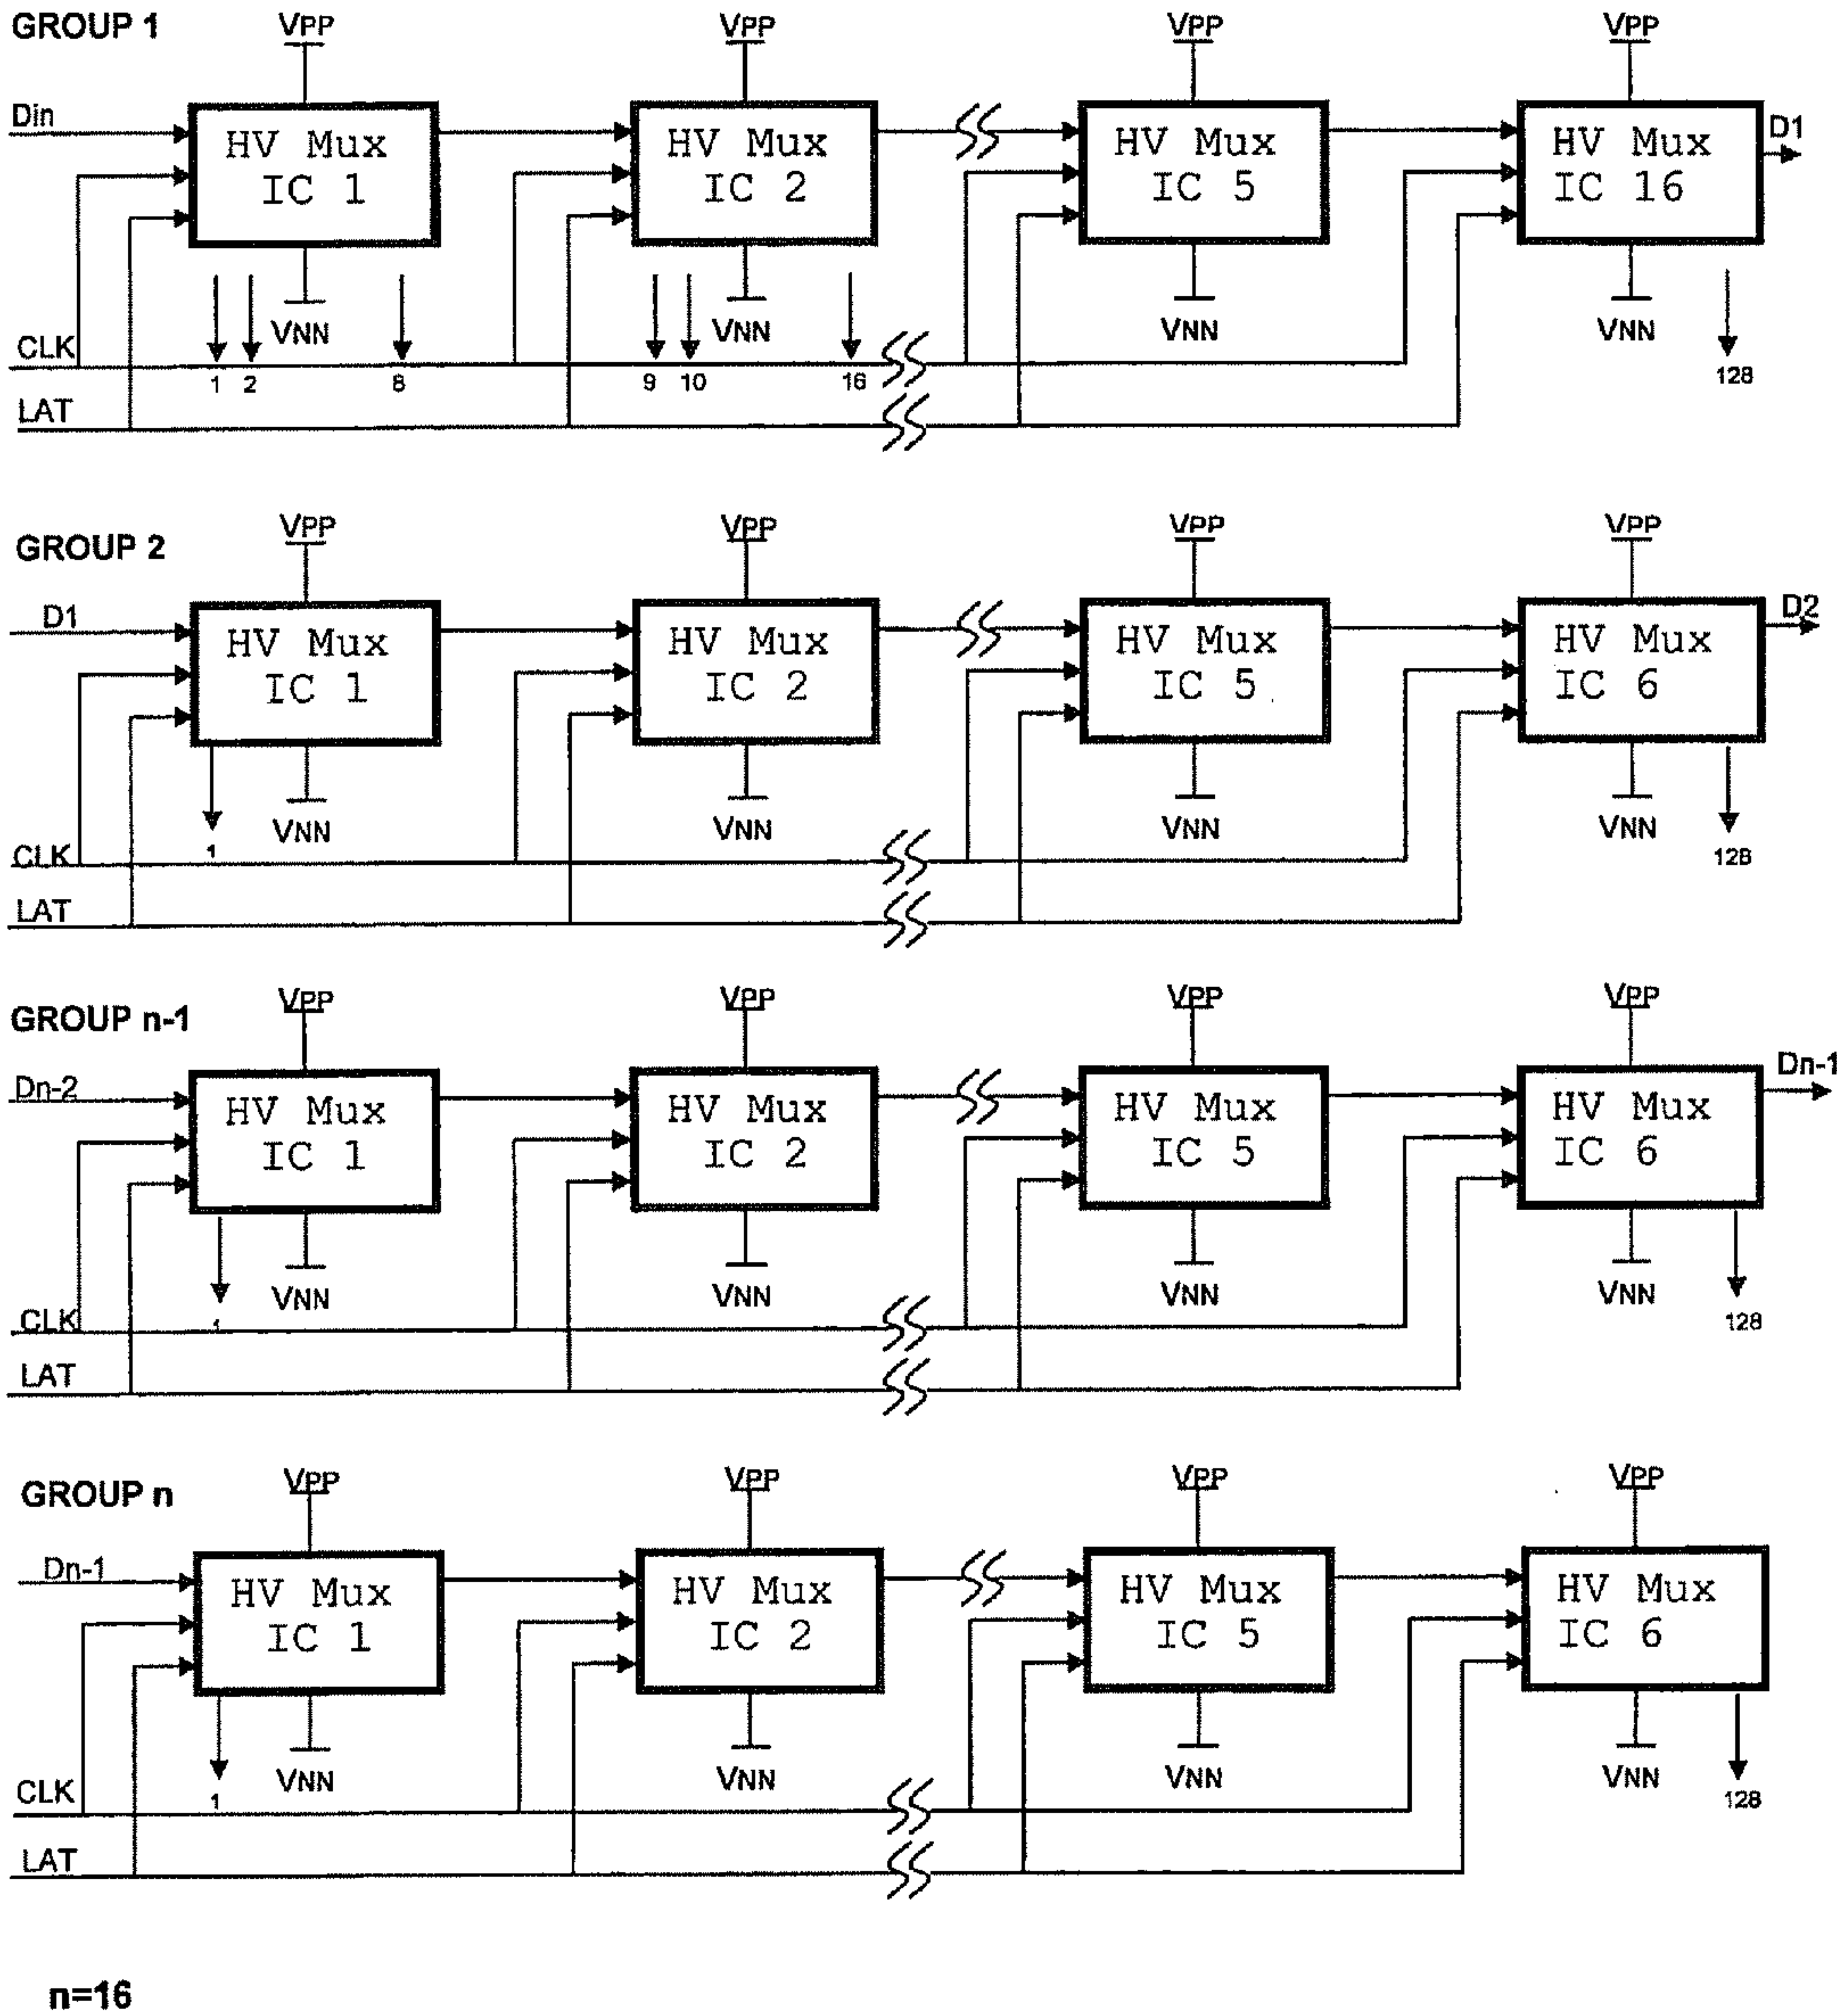 GROUP 1
VPP VPP VPP VPP
Din
HV Mux
IC 1
HV Mux
IC 2
HV Mux
IC 5
HV Mux
IC 16
D1
VNN VNN VNN VNN
CLK
1 2 8 9 10 16 128
LAT
GROUP 2
VPP VPP VPP VPP
D1
HV Mux
IC 1
HV Mux
IC 2
HV Mux
IC 5
HV Mux
IC 6
D2
VNN VNN VNN VNN
CLK
1 128
LAT
GROUP n-1
VPP VPP VPP VPP
Dn-2
HV Mux
IC 1
HV Mux
IC 2
HV Mux
IC 5
HV Mux
IC 6
Dn-1
VNN VNN VNN VNN
CLK
1 128
LAT
GROUP n
VPP VPP VPP VPP
Dn-1
HV Mux
IC 1
HV Mux
IC 2
HV Mux
IC 5
HV Mux
IC 6
VNN VNN VNN VNN
CLK
1 128
LAT
n=16